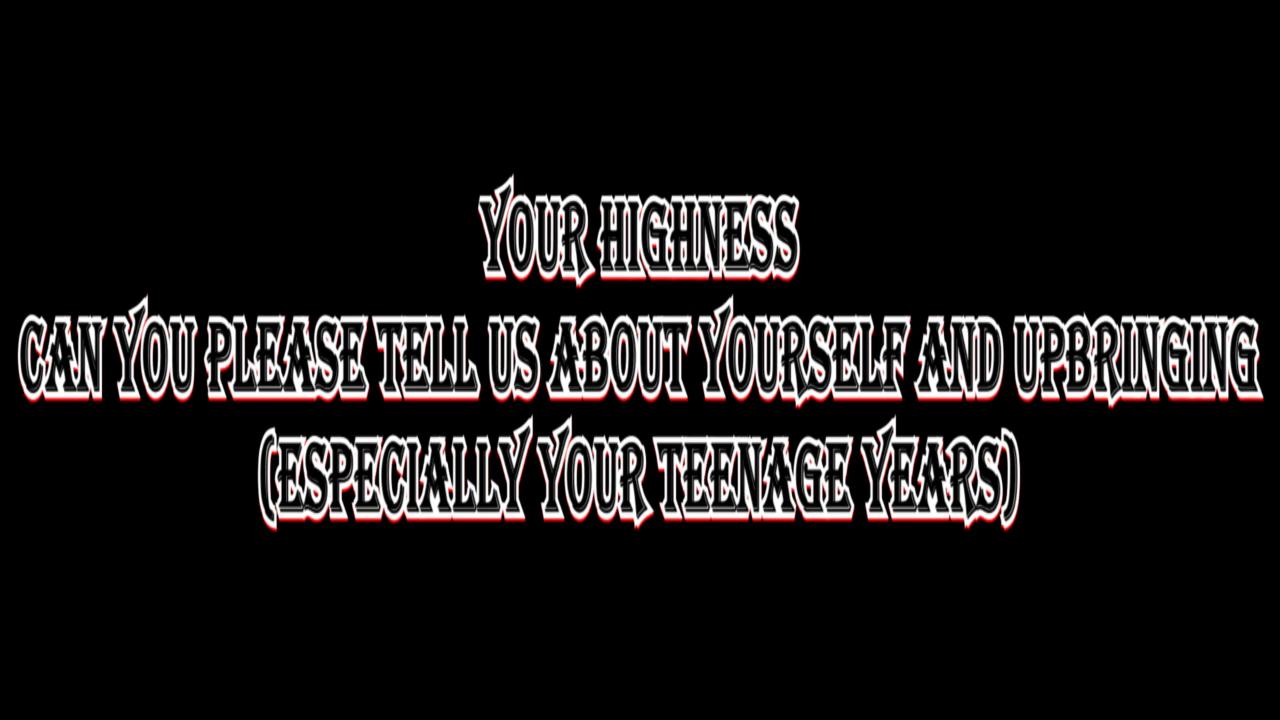 YOUR HIGHNESS
CAN YOU PLEASE TELL US ABOUT YOURSELF AND UPBRINGING
(ESPECIALLY YOUR TEENAGE YEARS)